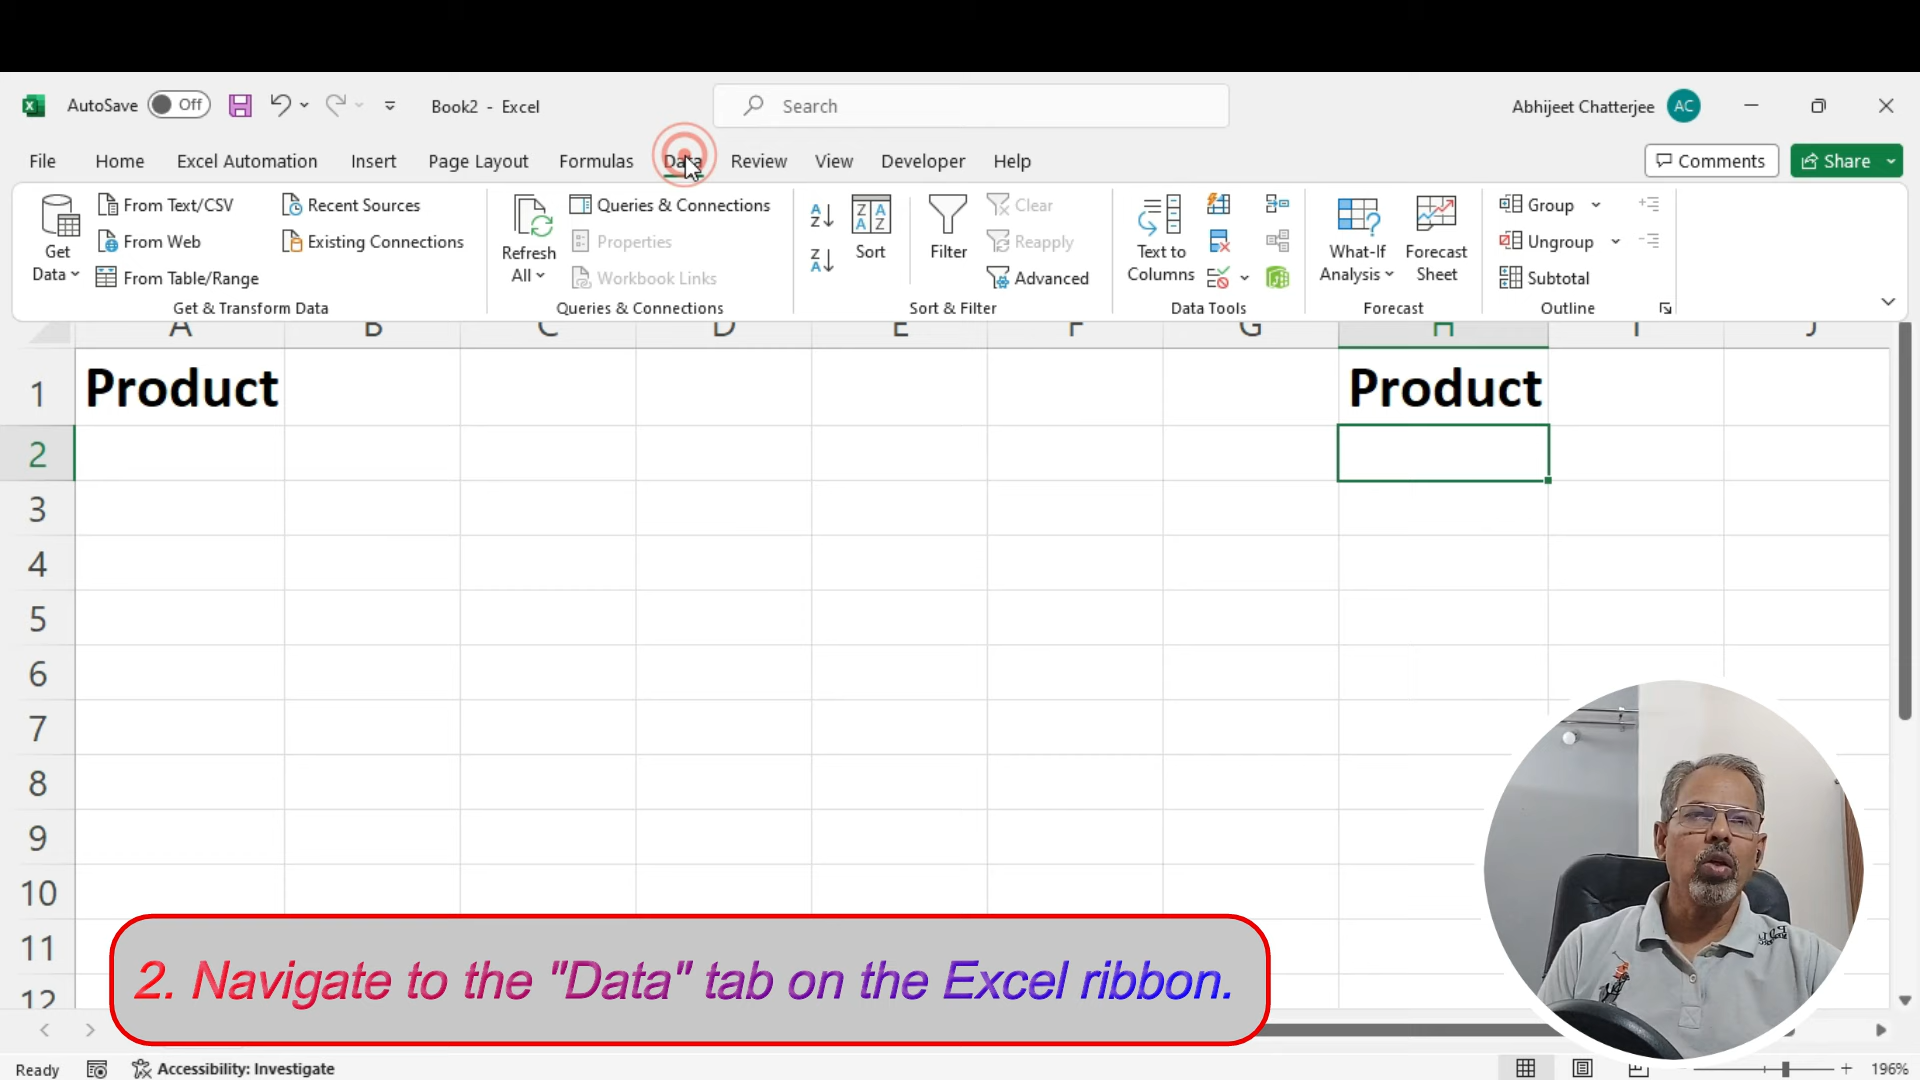 AutoSave Off Book2 - Excel Search Abhijeet Chatterjee AC
File Home Excel Automation Insert Page Layout Formulas Data Review View Developer Help Comments Share
Get Data
From Text/CSV
From Web
From Table/Range
Recent Sources
Existing Connections
Get & Transform Data
Refresh All
Queries & Connections
Properties
Workbook Links
Queries & Connections
Sort
Filter
Clear
Reapply
Advanced
Sort & Filter
Text to Columns
Data Tools
What-If Analysis
Forecast Sheet
Forecast
Group
Ungroup
Subtotal
Outline
A B C D E F G H I J
1 Product Product
2
3
4
5
6
7
8
9
10
11
12
2. Navigate to the "Data" tab on the Excel ribbon.
Ready Accessibility: Investigate 196%